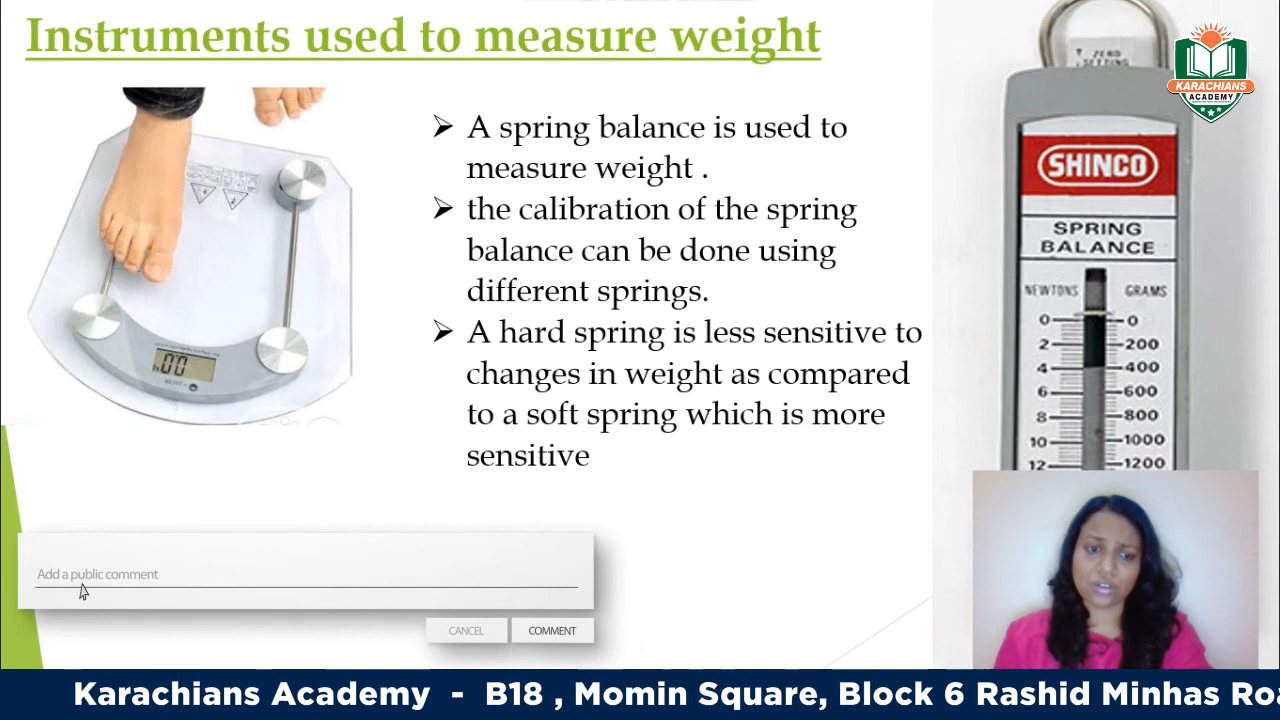 Instruments used to measure weight
➢ A spring balance is used to
measure weight .
➢ the calibration of the spring
balance can be done using
different springs.
➢ A hard spring is less sensitive to
changes in weight as compared
to a soft spring which is more
sensitive
00
ZERO
SETTING
KARACHIANS
ACADEMY
SHINCO
SPRING
BALANCE
NEWTONS GRAMS
0 0
2 200
4 400
6 600
8 800
10 1000
12 1200
Add a public comment
CANCEL COMMENT
Karachians Academy - B18 , Momin Square, Block 6 Rashid Minhas